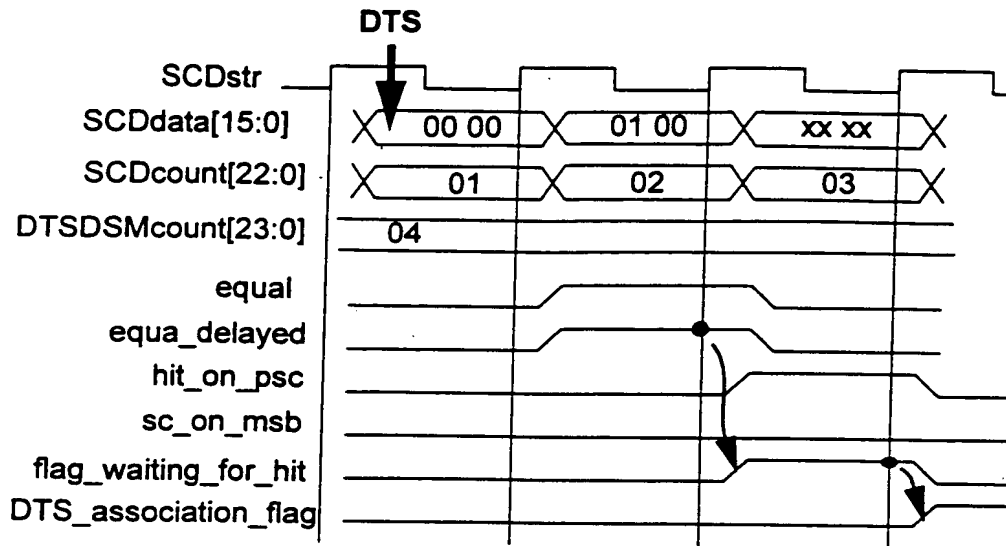 DTS
SCDstr
SCDdata[15:0] 00 00 01 00 xx xx
SCDcount[22:0] 01 02 03
DTSDSMcount[23:0] 04
equal
equa_delayed
hit_on_psc
sc_on_msb
flag_waiting_for_hit
DTS_association_flag